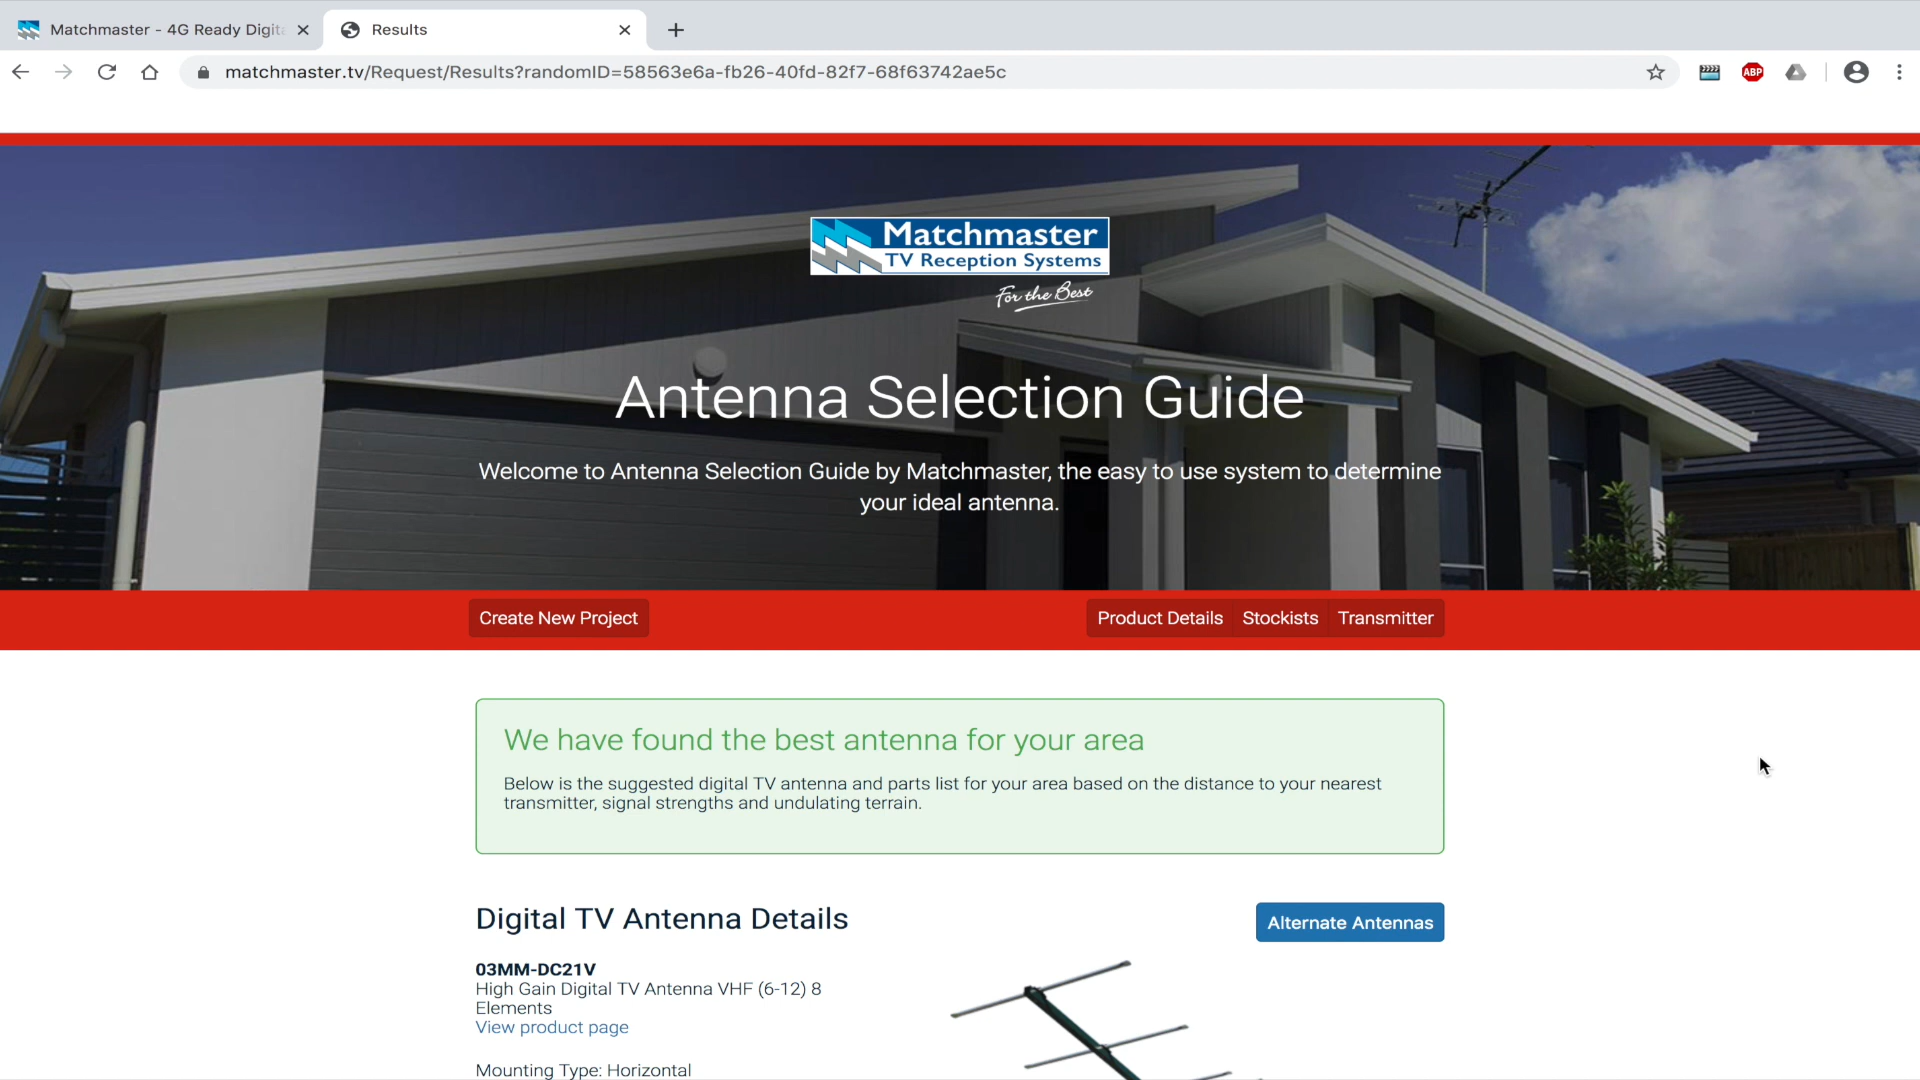 Matchmaster - 4G Ready Digit
Results
matchmaster.tv/Request/Results?randomID=58563e6a-fb26-40fd-82f7-68f63742ae5c
ABP
Matchmaster
TV Reception Systems
For the Best
Antenna Selection Guide
Welcome to Antenna Selection Guide by Matchmaster, the easy to use system to determine
your ideal antenna.
Create New Project
Product Details Stockists Transmitter
We have found the best antenna for your area
Below is the suggested digital TV antenna and parts list for your area based on the distance to your nearest
transmitter, signal strengths and undulating terrain.
Digital TV Antenna Details
Alternate Antennas
03MM-DC21V
High Gain Digital TV Antenna VHF (6-12) 8
Elements
View product page
Mounting Type: Horizontal